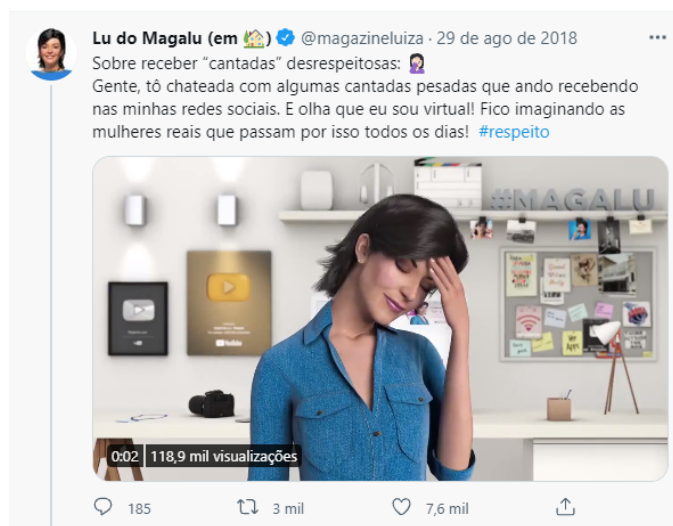 Lu do Magalu (em 🏡) @magazineluiza · 29 de ago de 2018
Sobre receber “cantadas” desrespeitosas: 🤦🏻‍♀️
Gente, tô chateada com algumas cantadas pesadas que ando recebendo
nas minhas redes sociais. E olha que eu sou virtual! Fico imaginando as
mulheres reais que passam por isso todos os dias! #respeito
#MAGALU
YouTube
0:02 118,9 mil visualizações
185 3 mil 7,6 mil